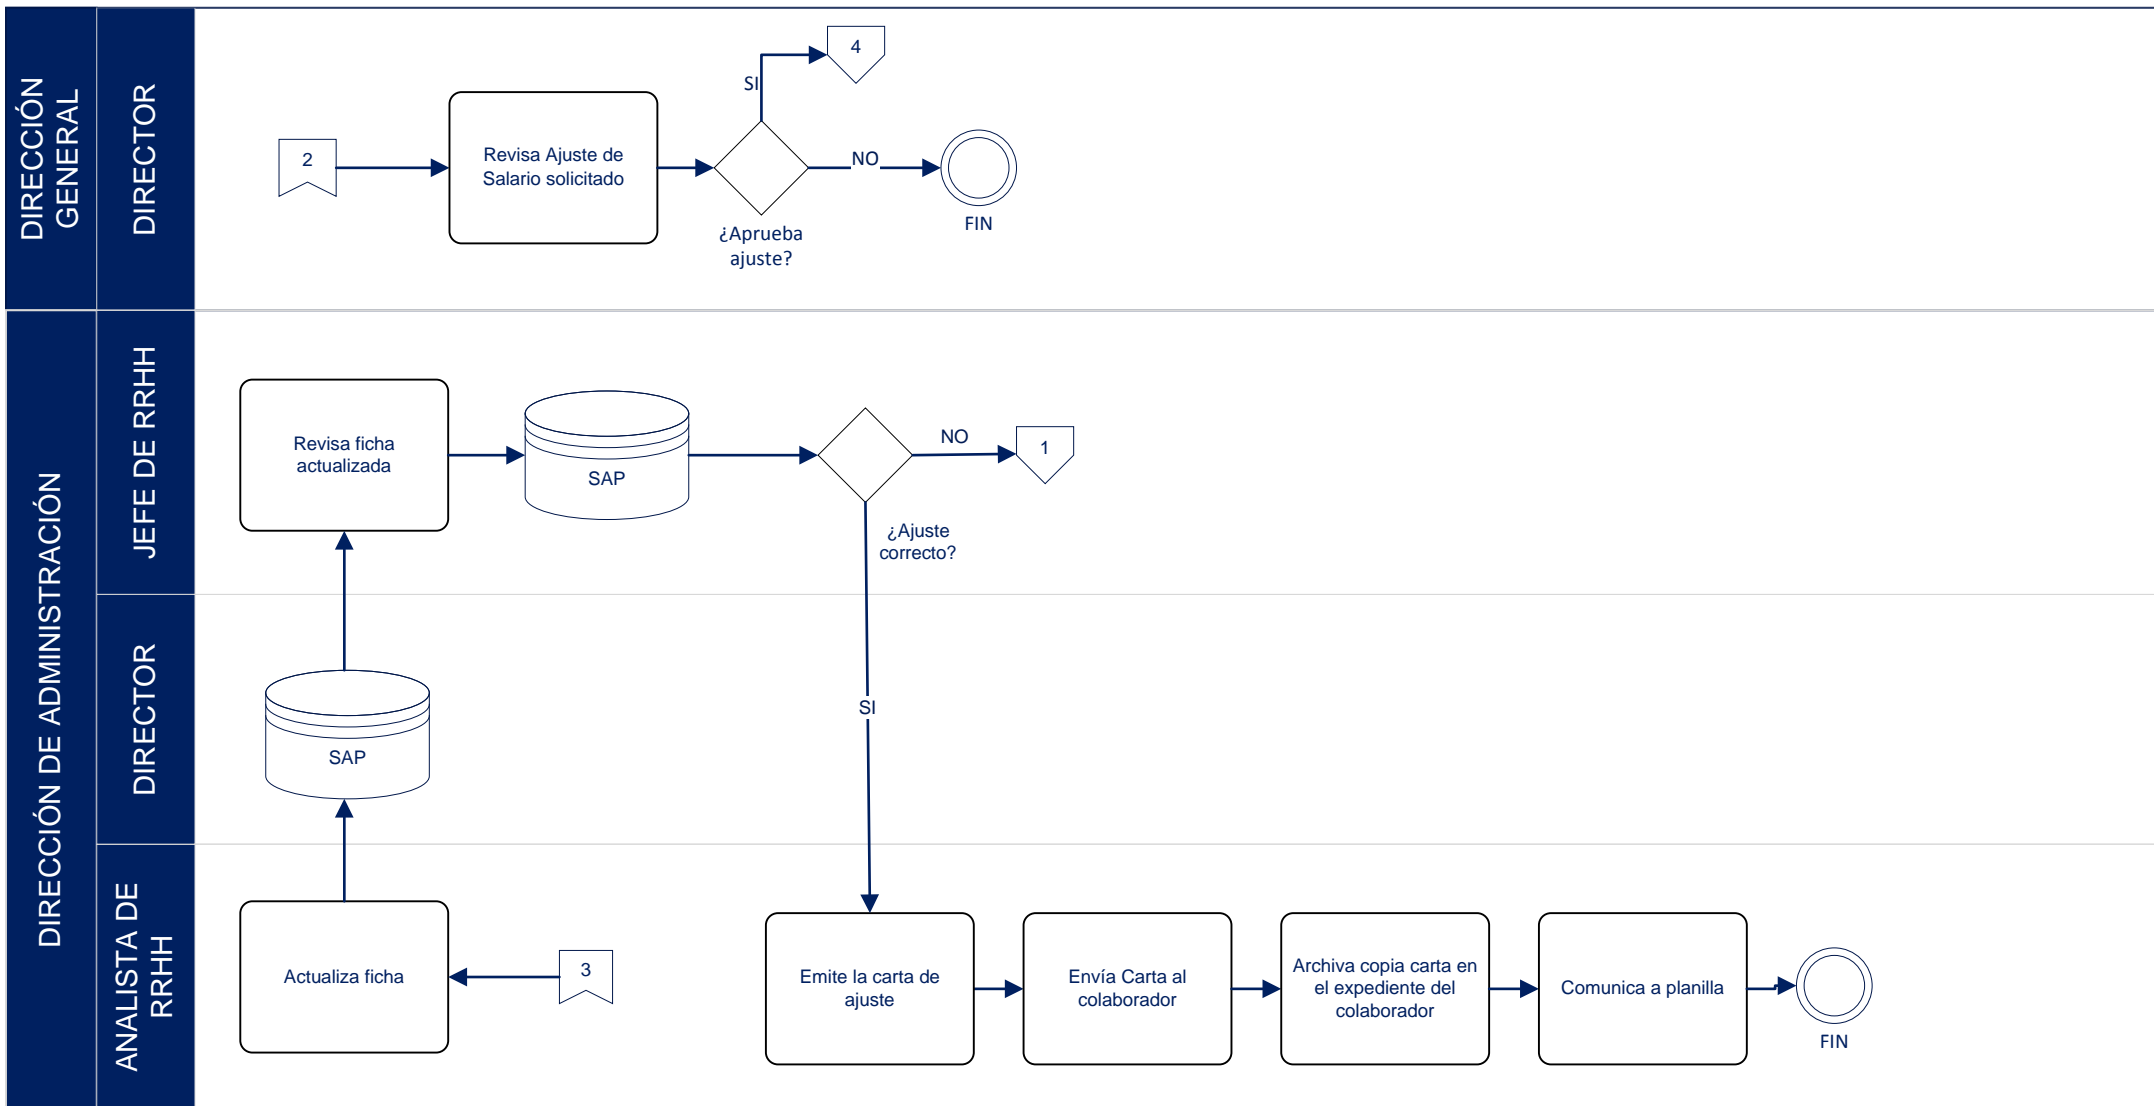 DIRECCIÓN
GENERAL
DIRECTOR
2
Revisa Ajuste de
Salario solicitado
SI
4
NO
¿Aprueba
ajuste?
FIN
DIRECCIÓN DE ADMINISTRACIÓN
JEFE DE RRHH
Revisa ficha
actualizada
SAP
NO
1
¿Ajuste
correcto?
DIRECTOR
SAP
SI
ANALISTA DE
RRHH
Actualiza ficha
3
Emite la carta de
ajuste
Envía Carta al
colaborador
Archiva copia carta en
el expediente del
colaborador
Comunica a planilla
FIN